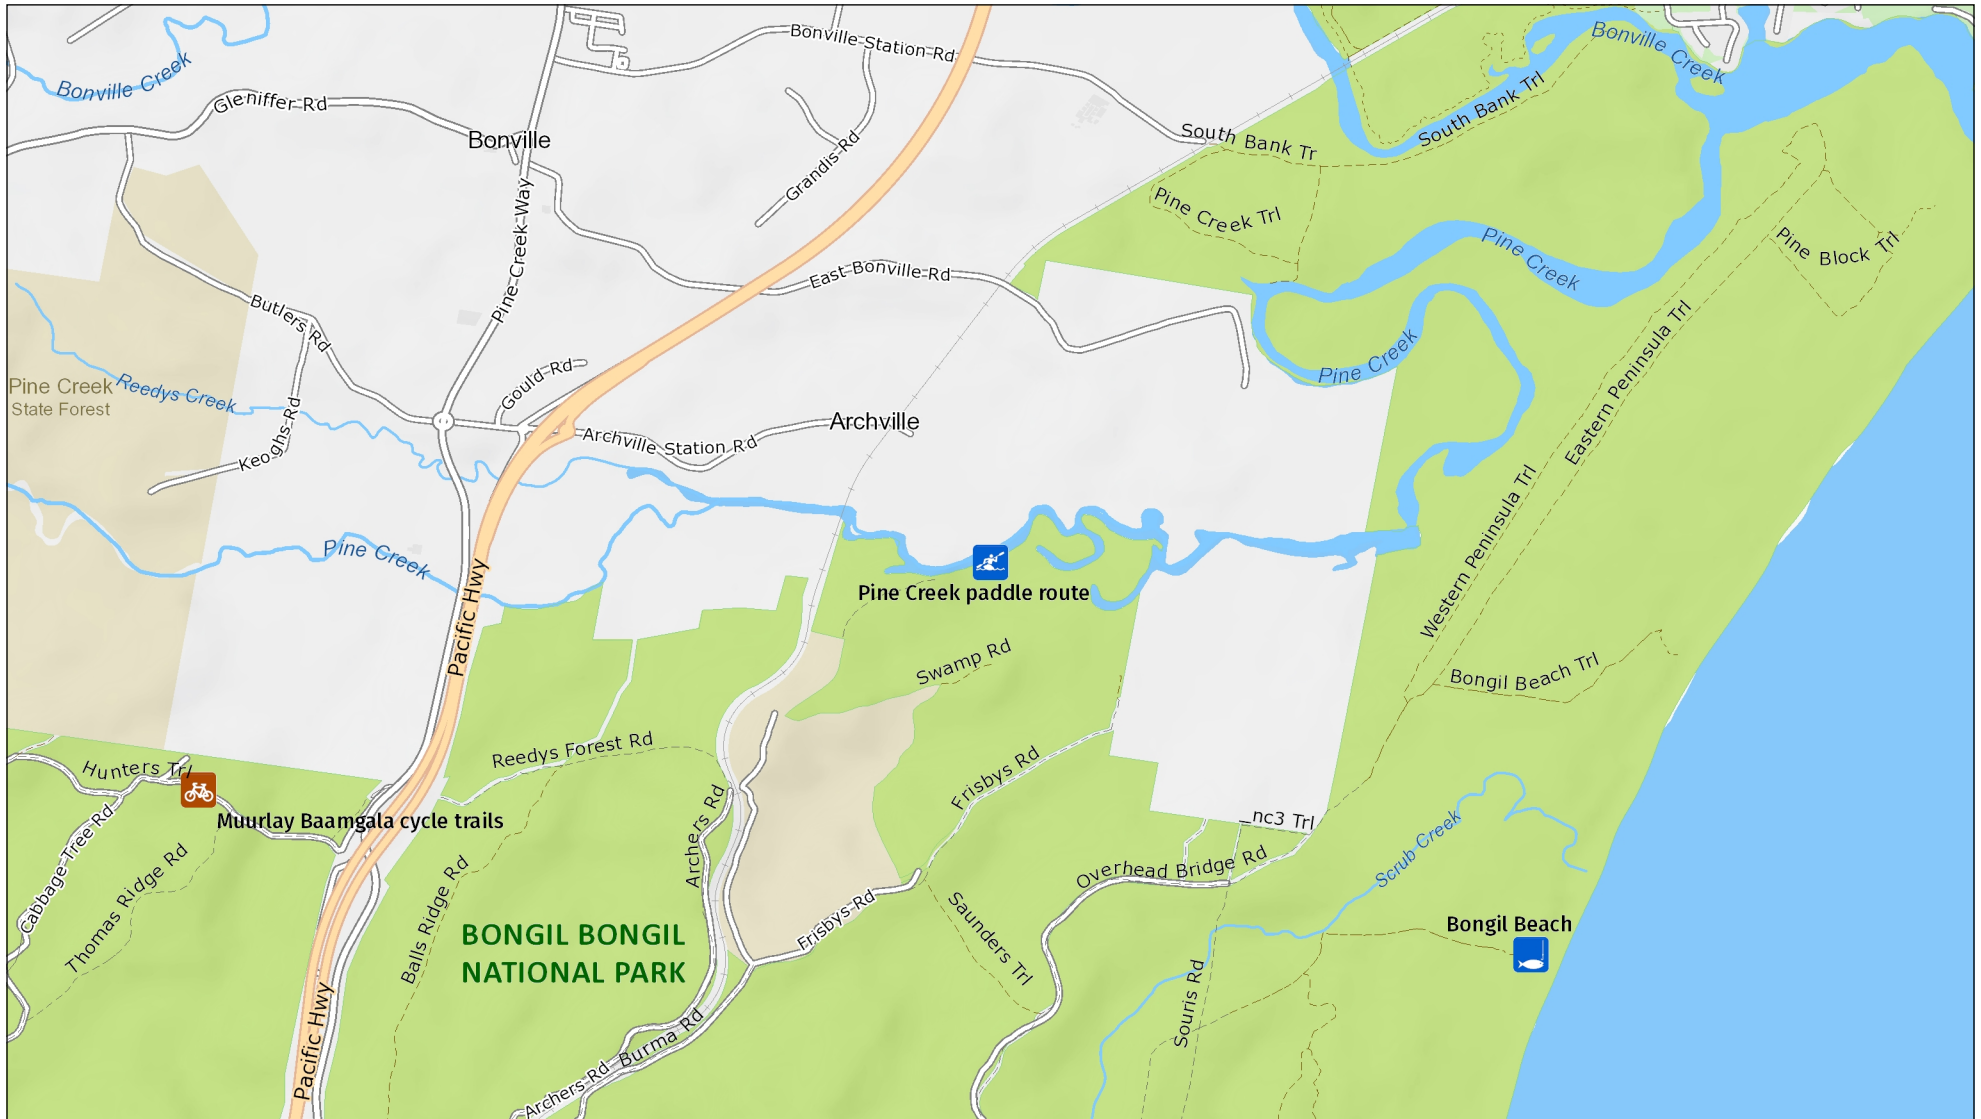 Bonville Station Rd
Bonville Creek
Bonville Creek
Gleniffer Rd
South Bank Trl
Bonville
South Bank Tr
Grandis Rd
Pine Creek Way
Pine Creek Trl
Pine Creek
Pine Block Trl
East Bonville Rd
Butlers Rd
Eastern Peninsula Trl
Pine Creek
State Forest
Reedys Creek
Gould Rd
Pine Creek
Keoghs Rd
Archville Station Rd
Archville
Western Peninsula Trl
Pine Creek
Pacific Hwy
Pine Creek paddle route
Swamp Rd
Bongil Beach Trl
Reedys Forest Rd
Hunters Trl
Frisbys Rd
Muurlay Baamgala cycle trails
_nc3 Trl
Cabbage Tree Rd
Thomas Ridge Rd
Archers Rd
Overhead Bridge Rd
Scrub Creek
Balls Ridge Rd
BONGIL BONGIL
NATIONAL PARK
Frisbys Rd
Saunders Trl
Bongil Beach
Souris Rd
Pacific Hwy
Burma Rd
Archers Rd